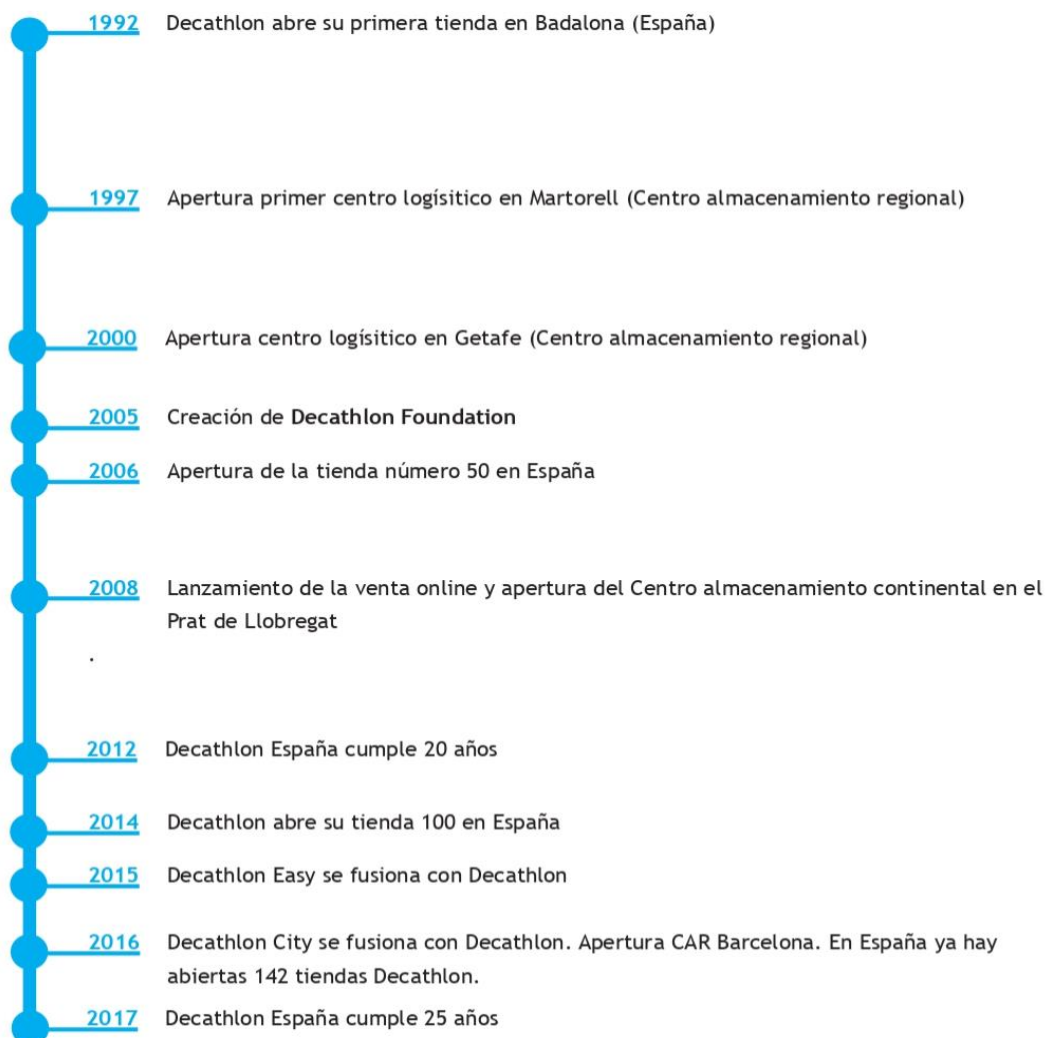 1992 Decathlon abre su primera tienda en Badalona (España)
1997 Apertura primer centro logísitico en Martorell (Centro almacenamiento regional)
2000 Apertura centro logísitico en Getafe (Centro almacenamiento regional)
2005 Creación de Decathlon Foundation
2006 Apertura de la tienda número 50 en España
2008 Lanzamiento de la venta online y apertura del Centro almacenamiento continental en el
Prat de Llobregat
.
2012 Decathlon España cumple 20 años
2014 Decathlon abre su tienda 100 en España
2015 Decathlon Easy se fusiona con Decathlon
2016 Decathlon City se fusiona con Decathlon. Apertura CAR Barcelona. En España ya hay
abiertas 142 tiendas Decathlon.
2017 Decathlon España cumple 25 años